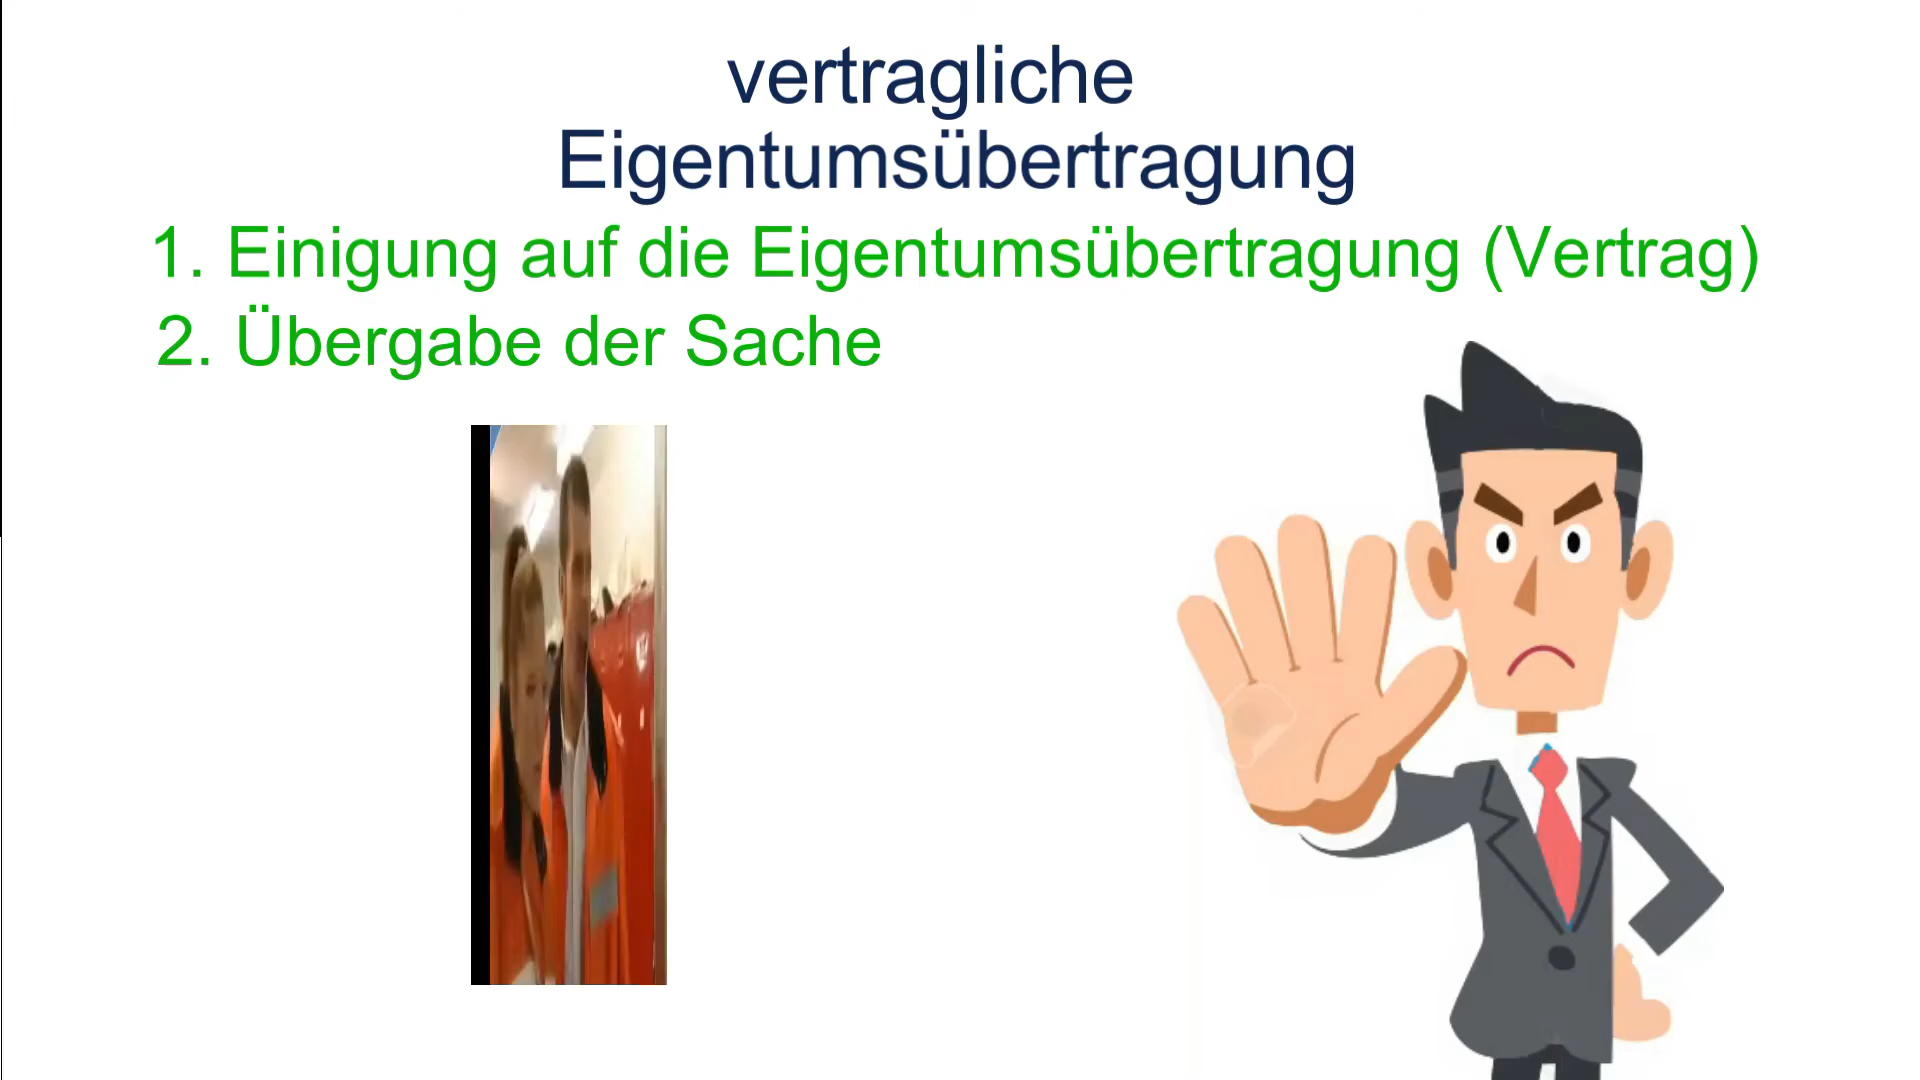 vertragliche
Eigentumsübertragung
1. Einigung auf die Eigentumsübertragung (Vertrag)
2. Übergabe der Sache